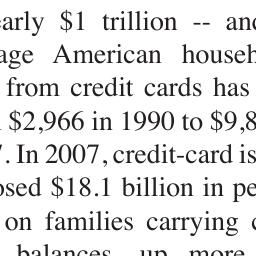 early $1 trillion -- and
age American househ
from credit cards has
$2,966 in 1990 to $9,8
7. In 2007, credit-card is
osed $18.1 billion in pe
on families carrying
balances, up more